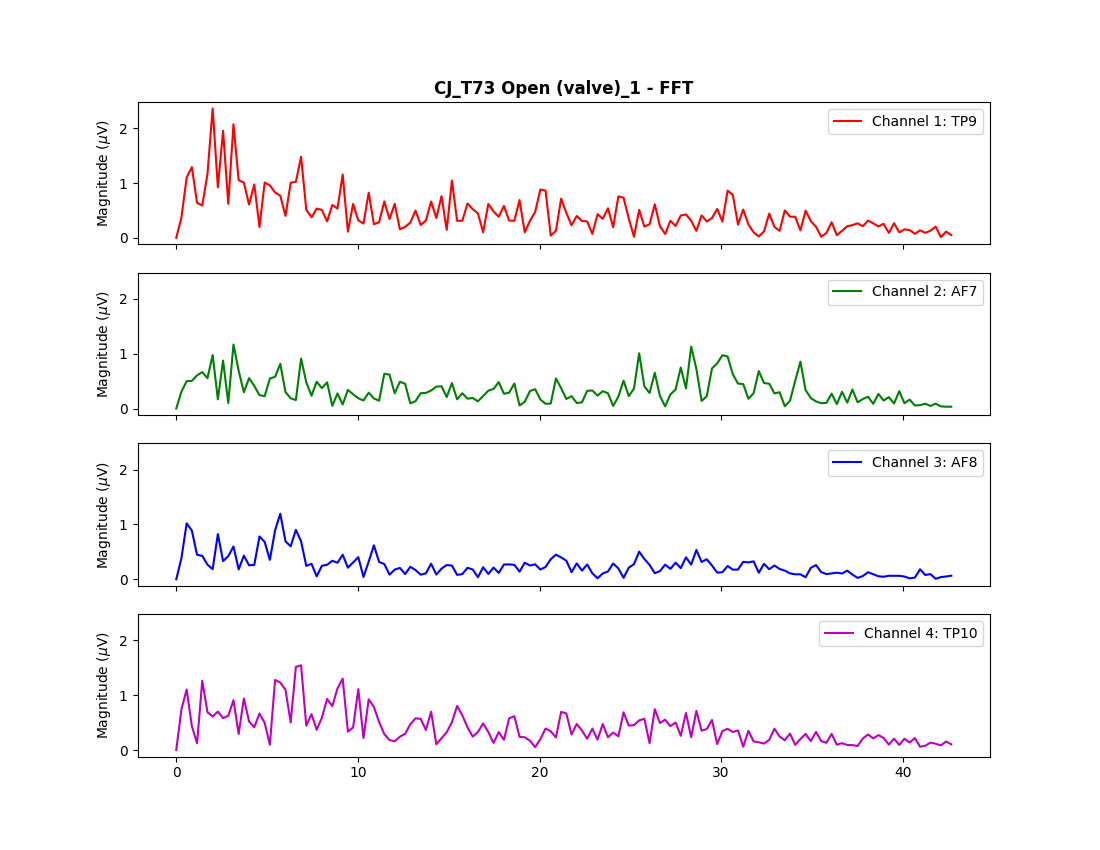 CJ_T73 Open (valve)_1 - FFT
Magnitude (μV)
2
1
0
Channel 1: TP9
Magnitude (μV)
2
1
0
Channel 2: AF7
Magnitude (μV)
2
1
0
Channel 3: AF8
Magnitude (μV)
2
1
0
Channel 4: TP10
0 10 20 30 40